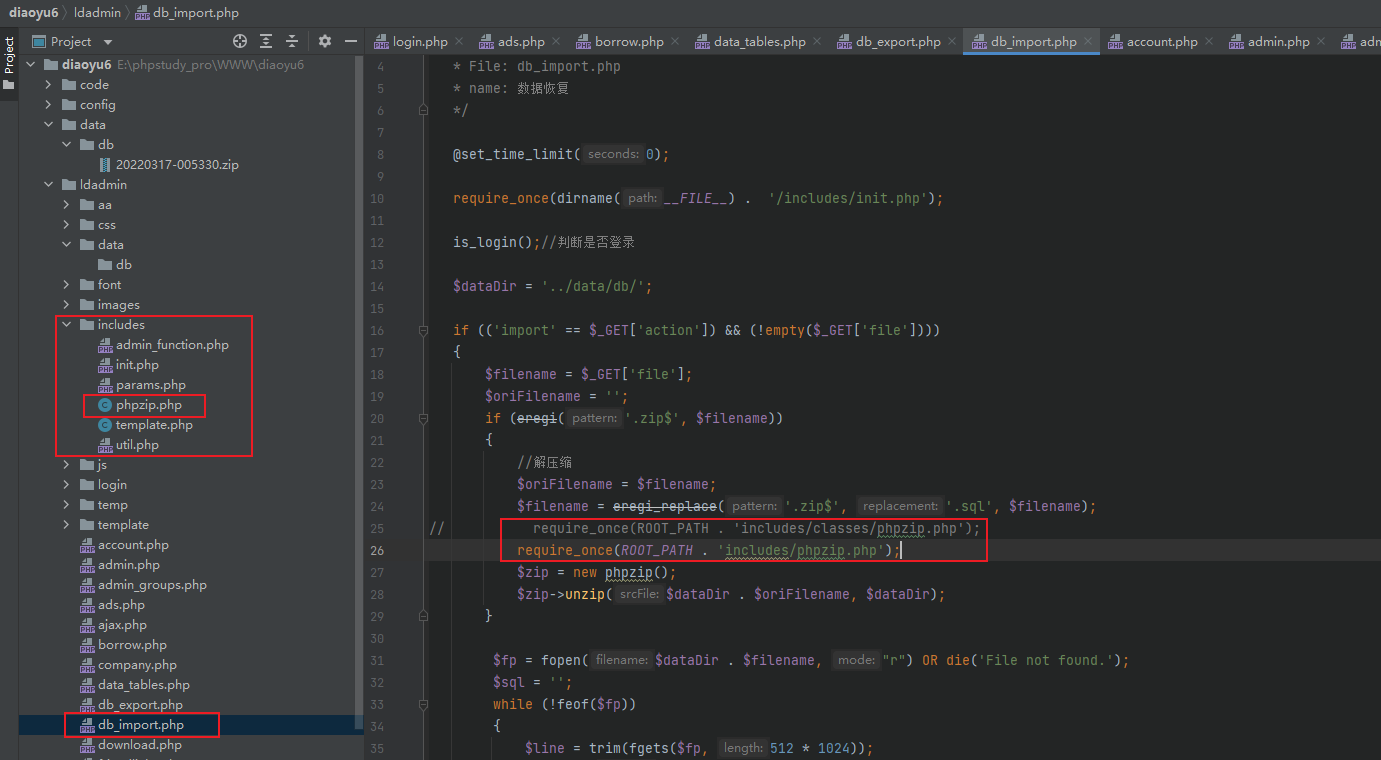 diaoyu6 ldadmin db_import.php
Project
Project
login.php ads.php borrow.php data_tables.php db_export.php db_import.php account.php admin.php
diaoyu6 E:\phpstudy_pro\WWW\diaoyu6
code
config
data
db
20220317-005330.zip
ldadmin
aa
css
data
db
font
images
includes
admin_function.php
init.php
params.php
phpzip.php
template.php
util.php
js
login
temp
template
account.php
admin.php
admin_groups.php
ads.php
ajax.php
borrow.php
company.php
data_tables.php
db_export.php
db_import.php
download.php
4 * File: db_import.php
5 * name: 数据恢复
6 */
7
8 @set_time_limit( seconds: 0);
9
10 require_once(dirname( path: __FILE__) . '/includes/init.php');
11
12 is_login();//判断是否登录
13
14 $dataDir = '../data/db/';
15
16 if (('import' == $_GET['action']) && (!empty($_GET['file'])))
17 {
18 $filename = $_GET['file'];
19 $oriFilename = '';
20 if (eregi( pattern: '.zip$', $filename))
21 {
22 //解压缩
23 $oriFilename = $filename;
24 $filename = eregi_replace( pattern: '.zip$', replacement: '.sql', $filename);
25 // require_once(ROOT_PATH . 'includes/classes/phpzip.php');
26 require_once(ROOT_PATH . 'includes/phpzip.php');
27 $zip = new phpzip();
28 $zip->unzip( srcFile: $dataDir . $oriFilename, $dataDir);
29 }
30
31 $fp = fopen( filename: $dataDir . $filename, mode: "r") OR die('File not found.');
32 $sql = '';
33 while (!feof($fp))
34 {
35 $line = trim(fgets($fp, length: 512 * 1024));